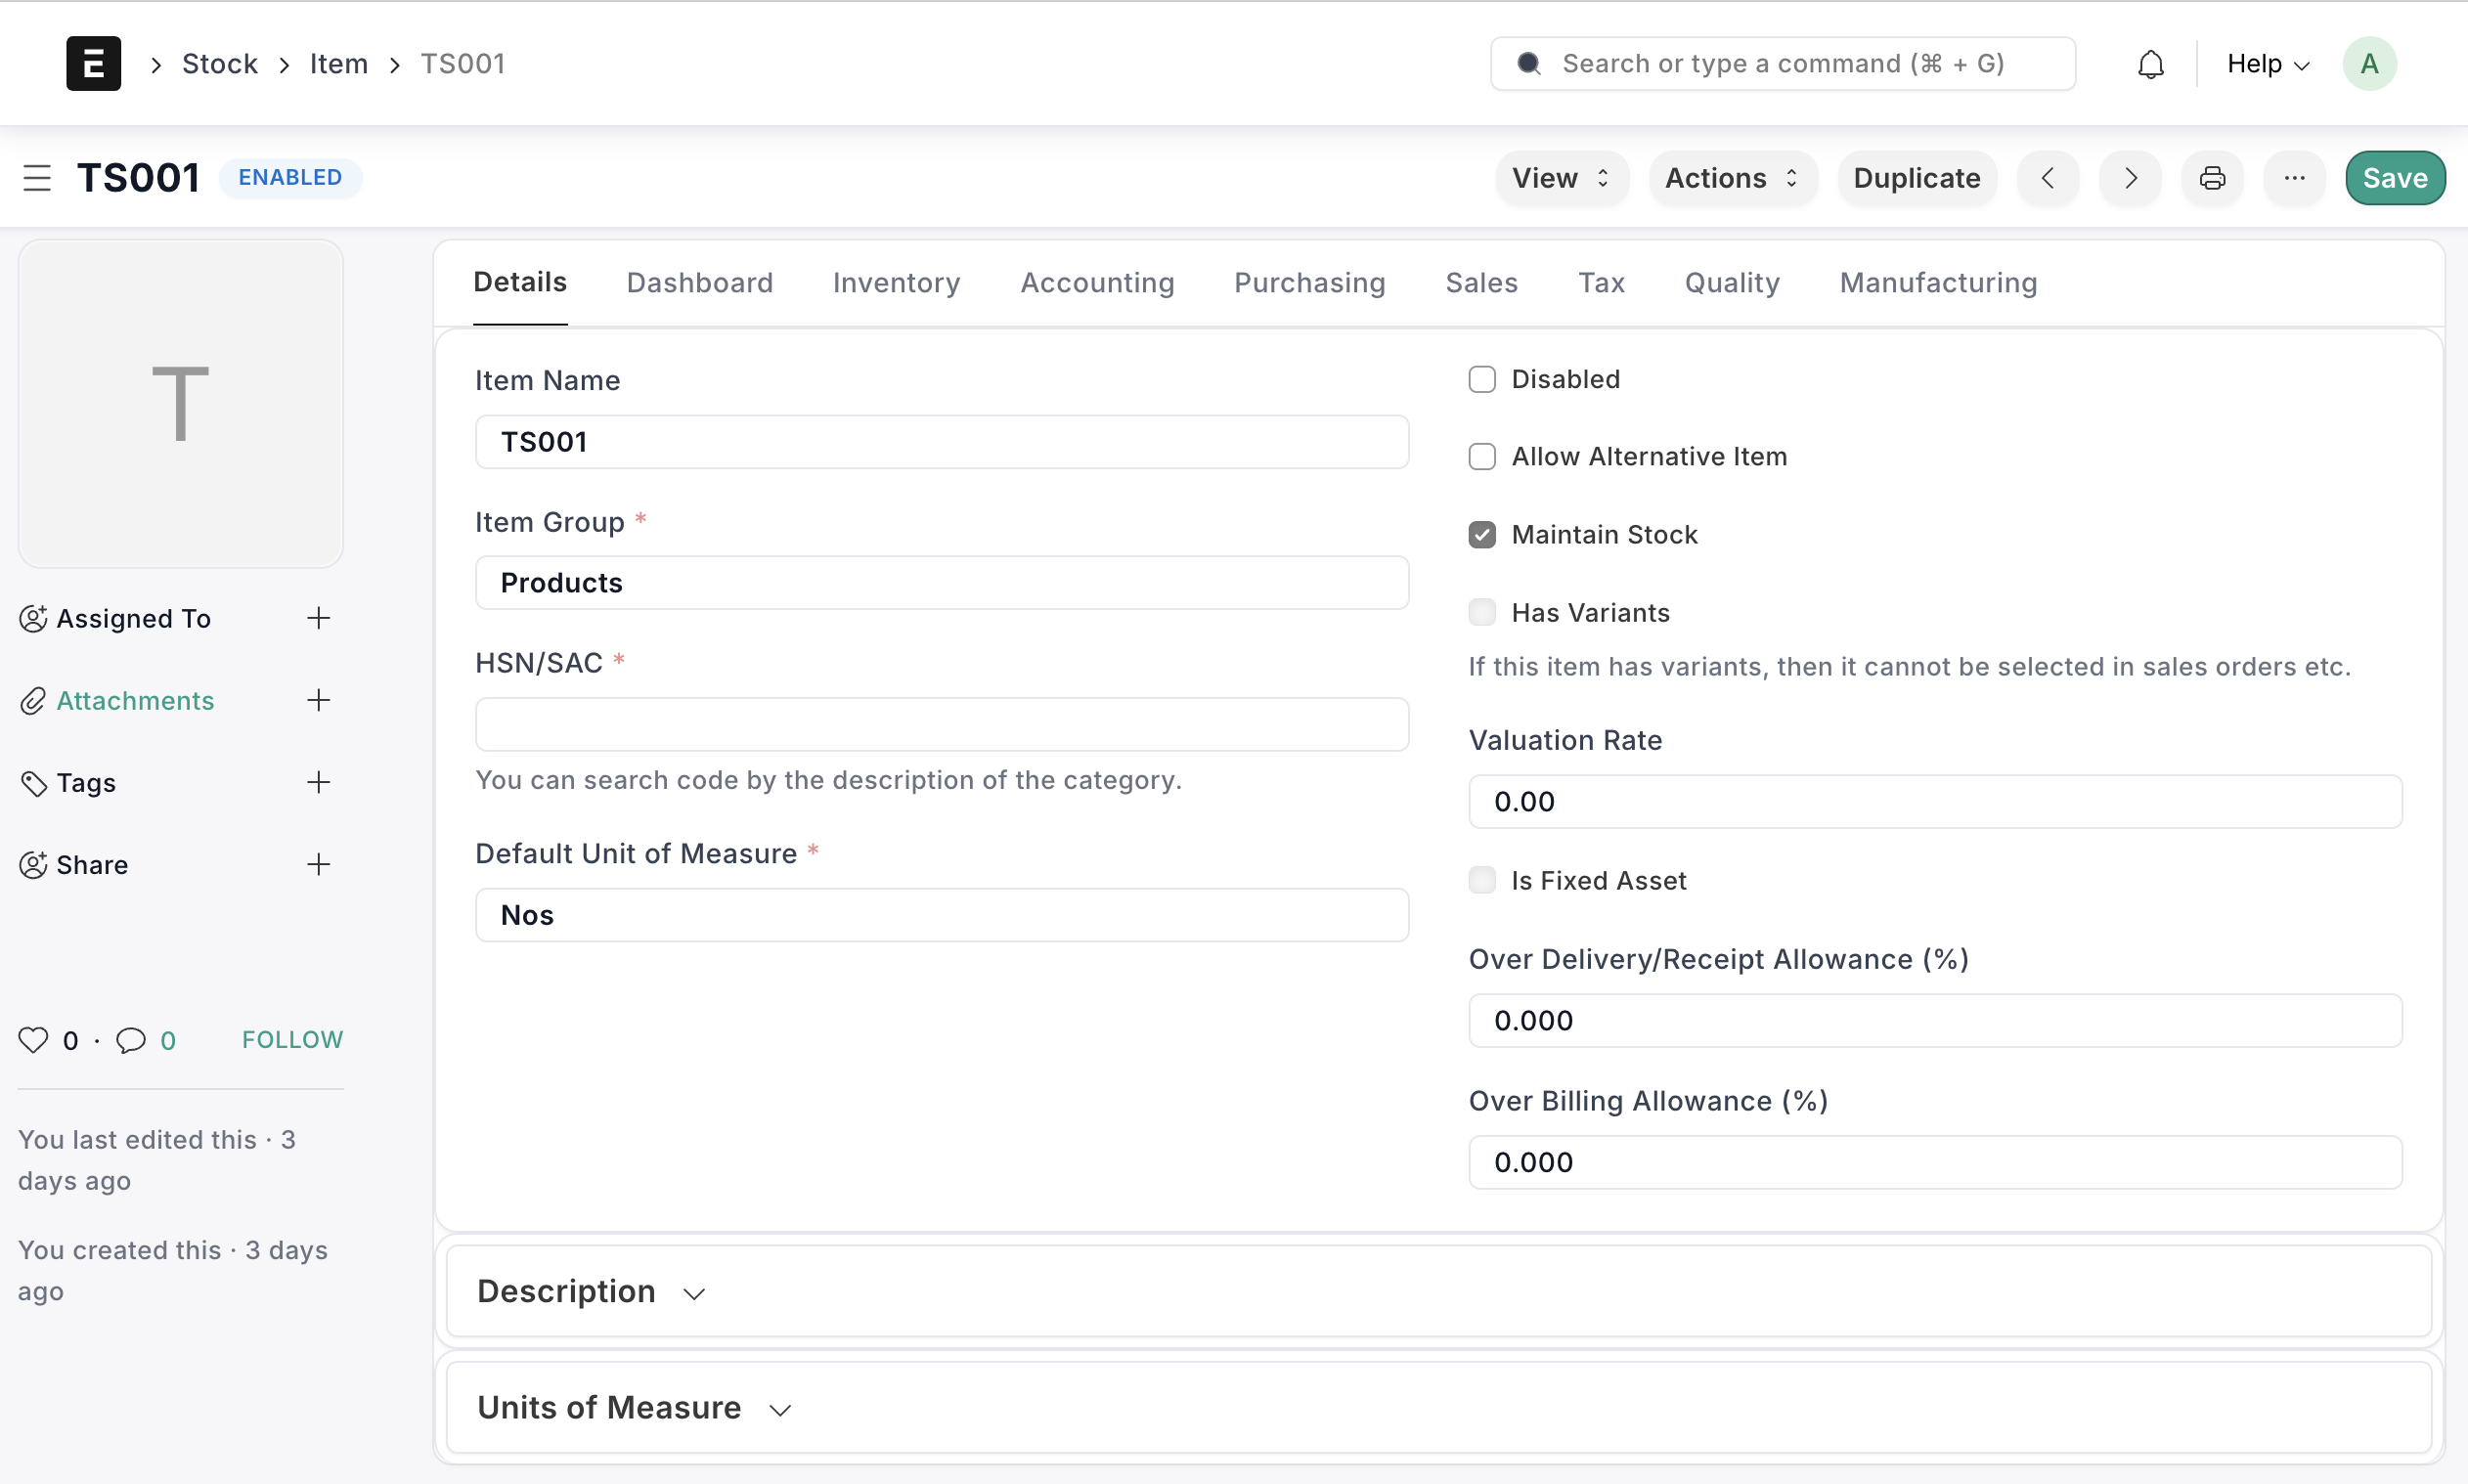 E
Stock
Item
TS001
Search or type a command (⌘ + G)
Help
A
TS001
ENABLED
View
Actions
Duplicate
Save
T
Assigned To
Attachments
Tags
Share
0 · 0
FOLLOW
You last edited this · 3
days ago
You created this · 3 days
ago
Details
Dashboard
Inventory
Accounting
Purchasing
Sales
Tax
Quality
Manufacturing
Item Name
TS001
Item Group *
Products
HSN/SAC *
You can search code by the description of the category.
Default Unit of Measure *
Nos
Disabled
Allow Alternative Item
Maintain Stock
Has Variants
If this item has variants, then it cannot be selected in sales orders etc.
Valuation Rate
0.00
Is Fixed Asset
Over Delivery/Receipt Allowance (%)
0.000
Over Billing Allowance (%)
0.000
Description
Units of Measure